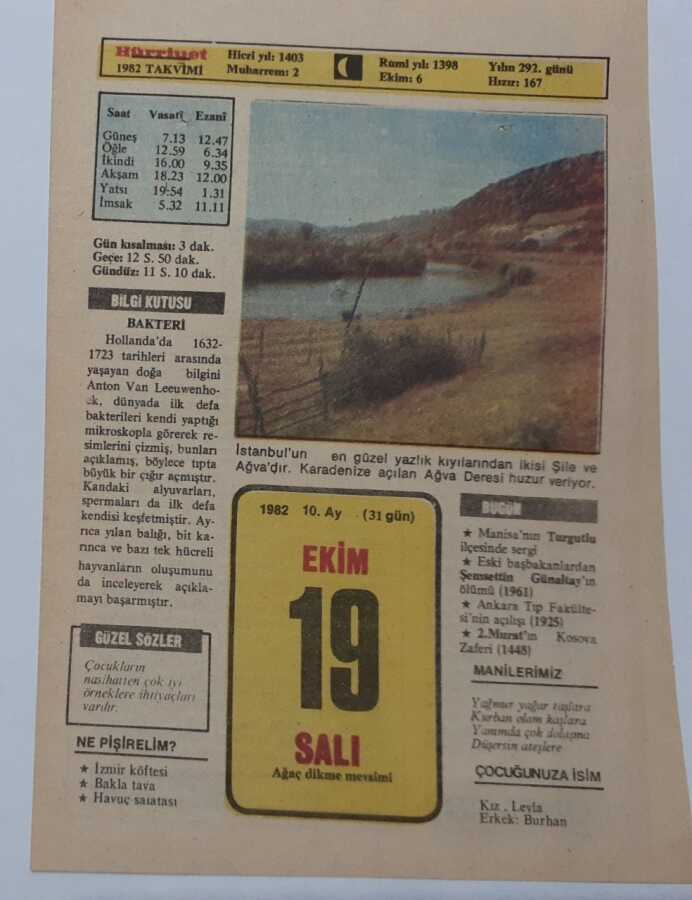 Hürriyet
1982 TAKVİMİ
Hicri yıl: 1403
Muharrem: 2
Rumi yıl: 1398
Ekim: 6
Yılın 292. günü
Hızır: 167
Saat Vasatî Ezanî
Güneş 7.13 12.47
Öğle 12.59 6.34
İkindi 16.00 9.35
Akşam 18.23 12.00
Yatsı 19.54 1.31
İmsak 5.32 11.11
Gün kısalması: 3 dak.
Gece: 12 S. 50 dak.
Gündüz: 11 S. 10 dak.
BİLGİ KUTUSU
BAKTERİ
Hollanda'da 1632-
1723 tarihleri arasında
yaşayan doğa bilgini
Anton Van Leeuwenho-
ek, dünyada ilk defa
bakterileri kendi yaptığı
mikroskopla görerek re-
simlerini çizmiş, bunları
açıklamış, böylece tıpta
büyük bir çığır açmıştır.
Kandaki alyuvarları,
spermaları da ilk defa
kendisi keşfetmiştir. Ay-
rıca yılan balığı, bit ka-
rınca ve bazı tek hücreli
hayvanların oluşumunu
da inceleyerek açıkla-
mayı başarmıştır.
GÜZEL SÖZLER
Çocukların
nasihatten çok iyi
örneklere ihtiyaçları
vardır.
NE PİŞİRELİM?
★ İzmir köftesi
★ Bakla tava
★ Havuç salatası
İstanbul'un en güzel yazlık kıyılarından ikisi Şile ve
Ağva'dır. Karadenize açılan Ağva Deresi huzur veriyor.
1982 10. Ay (31 gün)
EKİM
19
SALI
Ağaç dikme mevsimi
BUGÜN
★ Manisa'nın Turgutlu
ilçesinde sergi
★ Eski başbakanlardan
Şemsettin Günaltay'ın
ölümü (1961)
★ Ankara Tıp Fakülte-
si'nin açılışı (1925)
★ 2.Murat'ın Kosova
Zaferi (1448)
MANİLERİMİZ
Yağmur yağar taşlara
Kurban olam kaşlara
Yanımda çok dolaşma
Düşersin ateşlere
ÇOCUĞUNUZA İSİM
Kız . Leyla
Erkek: Burhan